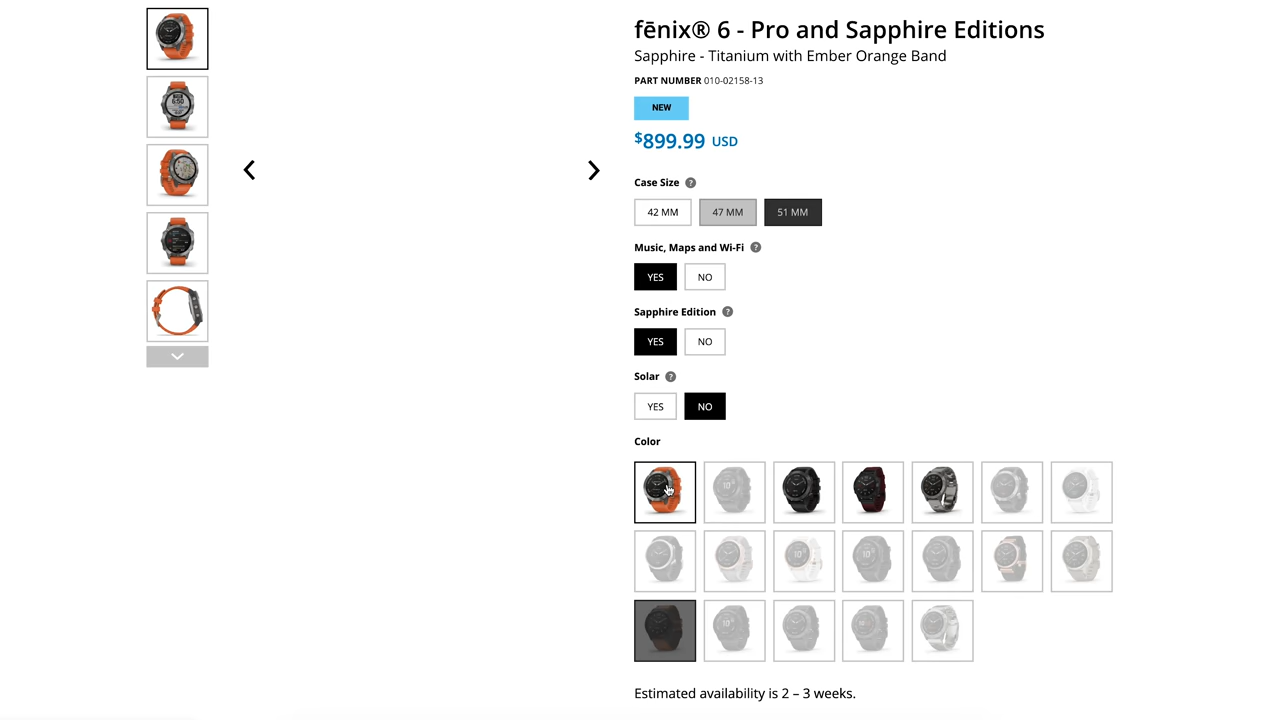 fēnix® 6 - Pro and Sapphire Editions
Sapphire - Titanium with Ember Orange Band
PART NUMBER 010-02158-13
NEW
$899.99 USD
Case Size ?
42 MM 47 MM 51 MM
Music, Maps and Wi-Fi ?
YES NO
Sapphire Edition ?
YES NO
Solar ?
YES NO
Color
Estimated availability is 2 – 3 weeks.